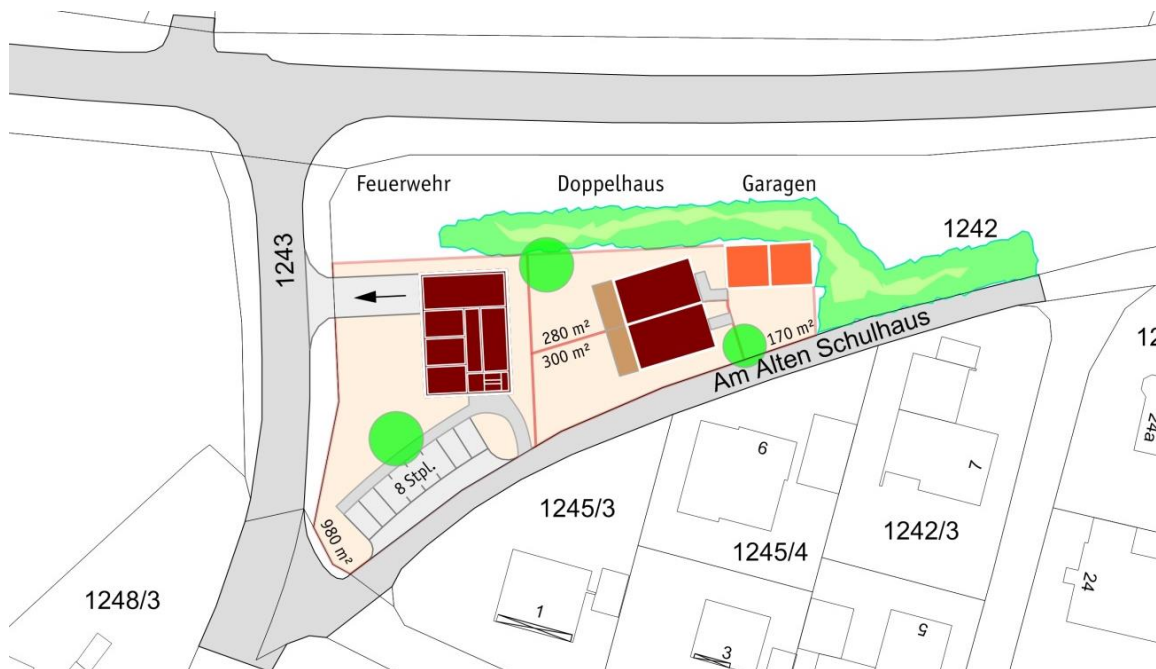 Feuerwehr
Doppelhaus
Garagen
1242
1243
280 m²
300 m²
170 m²
Am Alten Schulhaus
8 Stpl.
980 m²
1245/3
6
7
24a
1245/4
1242/3
1248/3
1
3
5
24